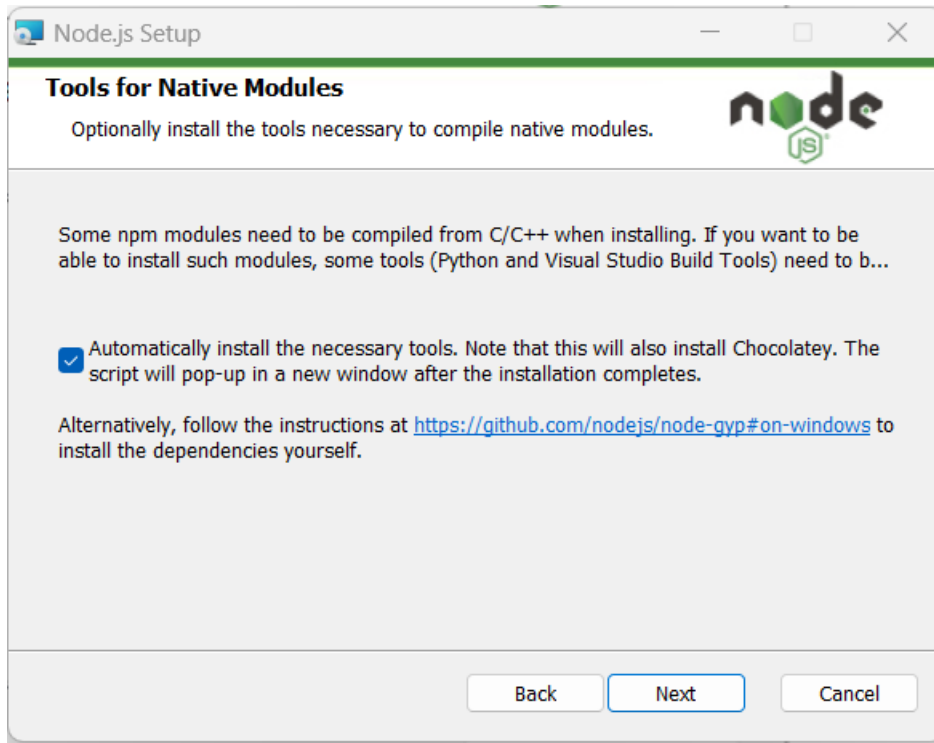 Node.js Setup
Tools for Native Modules
Optionally install the tools necessary to compile native modules.
node
JS
Some npm modules need to be compiled from C/C++ when installing. If you want to be
able to install such modules, some tools (Python and Visual Studio Build Tools) need to b...
Automatically install the necessary tools. Note that this will also install Chocolatey. The
script will pop-up in a new window after the installation completes.
Alternatively, follow the instructions at https://github.com/nodejs/node-gyp#on-windows to
install the dependencies yourself.
Back
Next
Cancel